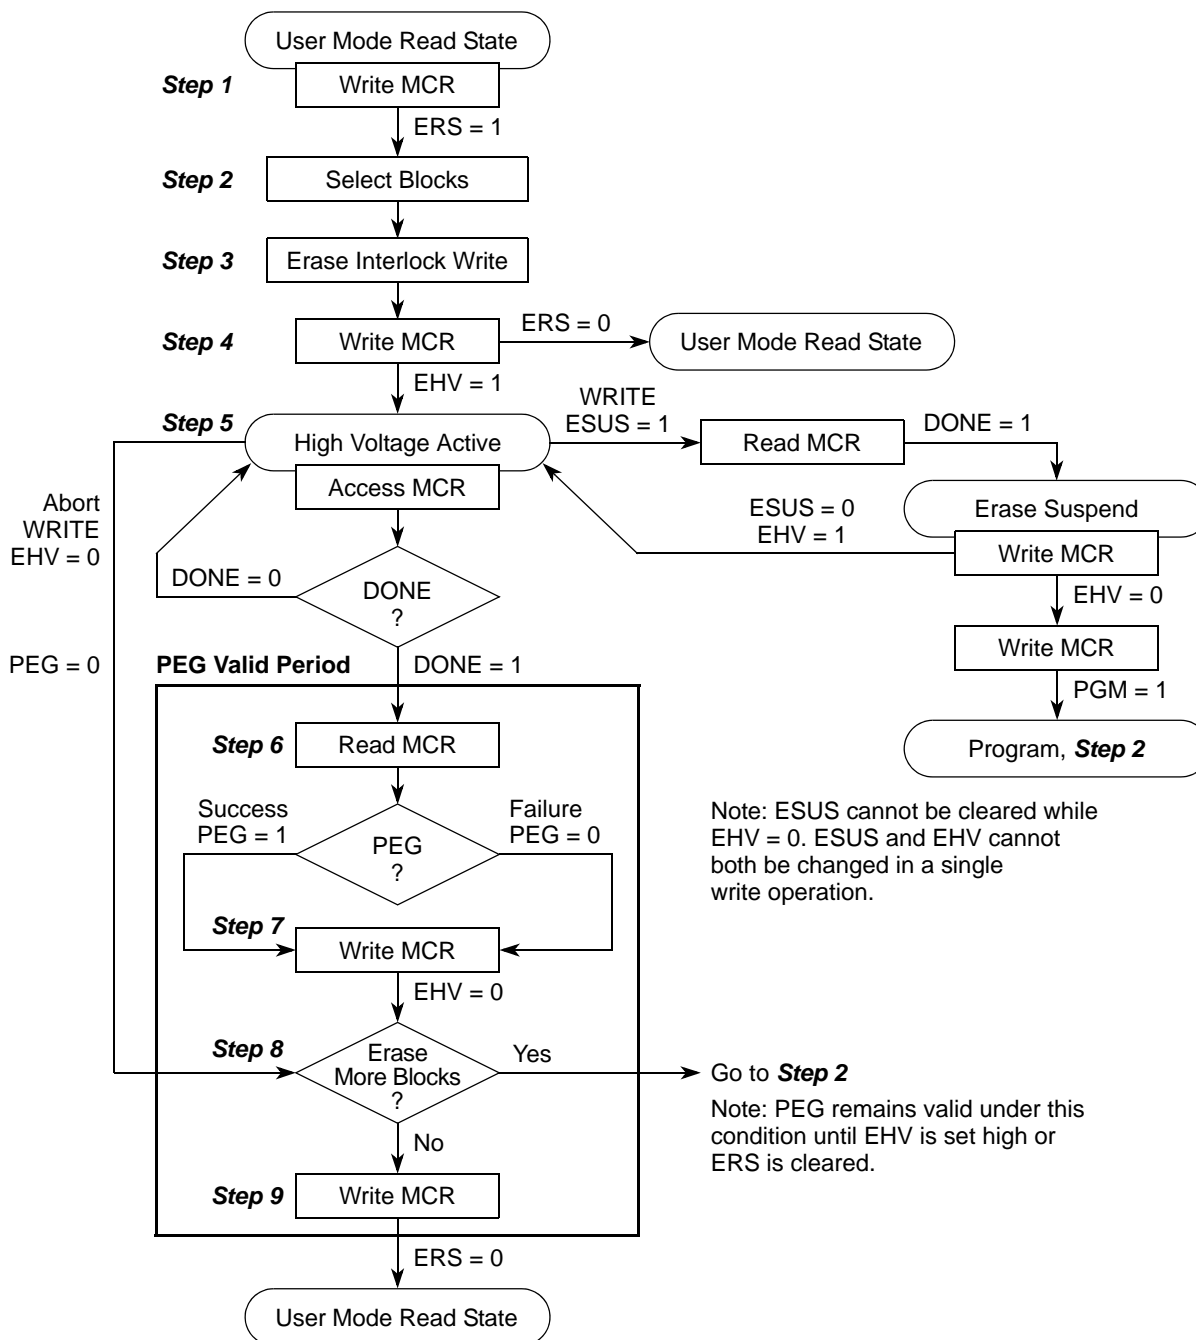 User Mode Read State
Step 1
Write MCR
ERS = 1
Step 2
Select Blocks
Step 3
Erase Interlock Write
Step 4
Write MCR
ERS = 0
User Mode Read State
EHV = 1
Step 5
High Voltage Active
WRITE
ESUS = 1
Read MCR
DONE = 1
Access MCR
Abort
WRITE
EHV = 0
ESUS = 0
EHV = 1
Erase Suspend
Write MCR
DONE = 0
DONE
?
EHV = 0
Write MCR
PEG = 0
PEG Valid Period
DONE = 1
PGM = 1
Step 6
Read MCR
Program, Step 2
Success
PEG = 1
Failure
PEG = 0
PEG
?
Note: ESUS cannot be cleared while
EHV = 0. ESUS and EHV cannot
both be changed in a single
write operation.
Step 7
Write MCR
EHV = 0
Step 8
Erase
More Blocks
?
Yes
Go to Step 2
Note: PEG remains valid under this
condition until EHV is set high or
ERS is cleared.
No
Step 9
Write MCR
ERS = 0
User Mode Read State